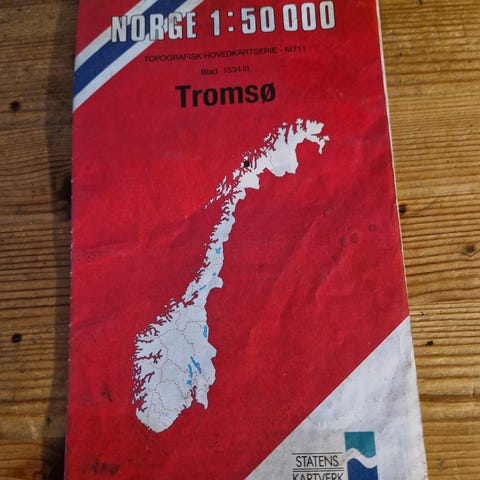 NORGE 1:50 000
TOPOGRAFISK HOVEDKARTSERIE - M711
Blad 1534 III
Tromsø
STATENS
KARTVERK